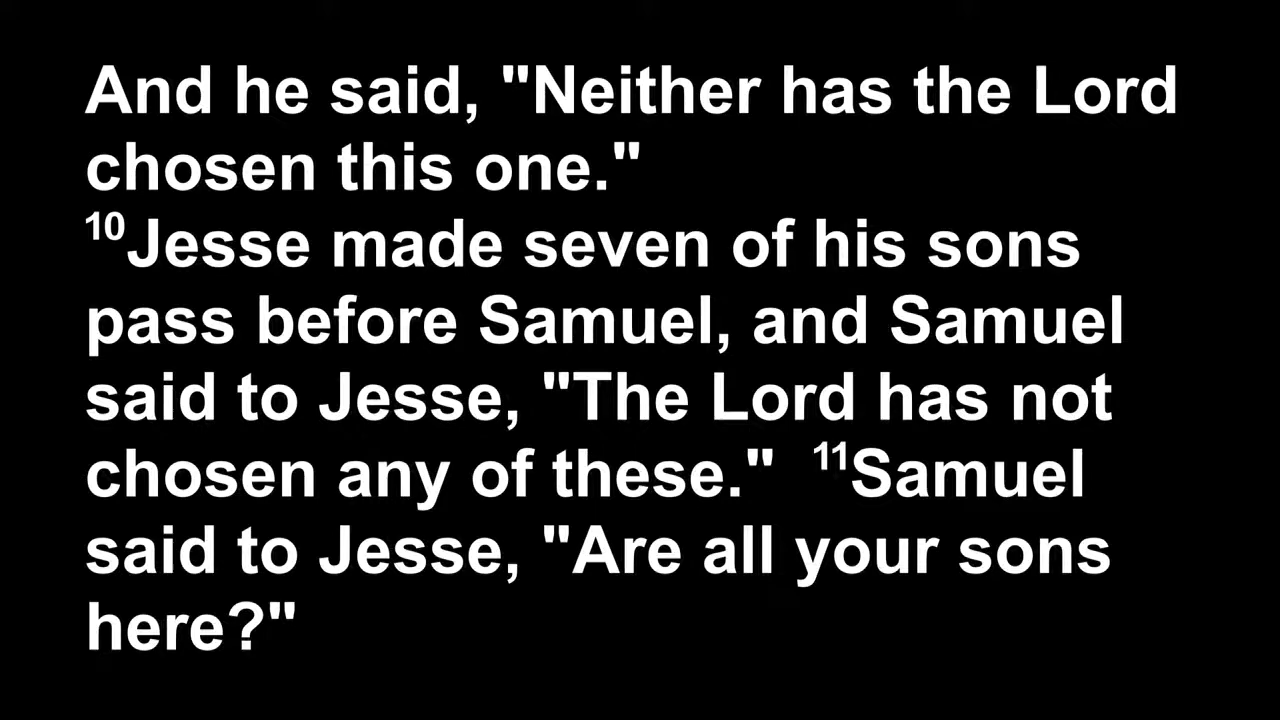 And he said, "Neither has the Lord
chosen this one."
¹⁰Jesse made seven of his sons
pass before Samuel, and Samuel
said to Jesse, "The Lord has not
chosen any of these."  ¹¹Samuel
said to Jesse, "Are all your sons
here?"